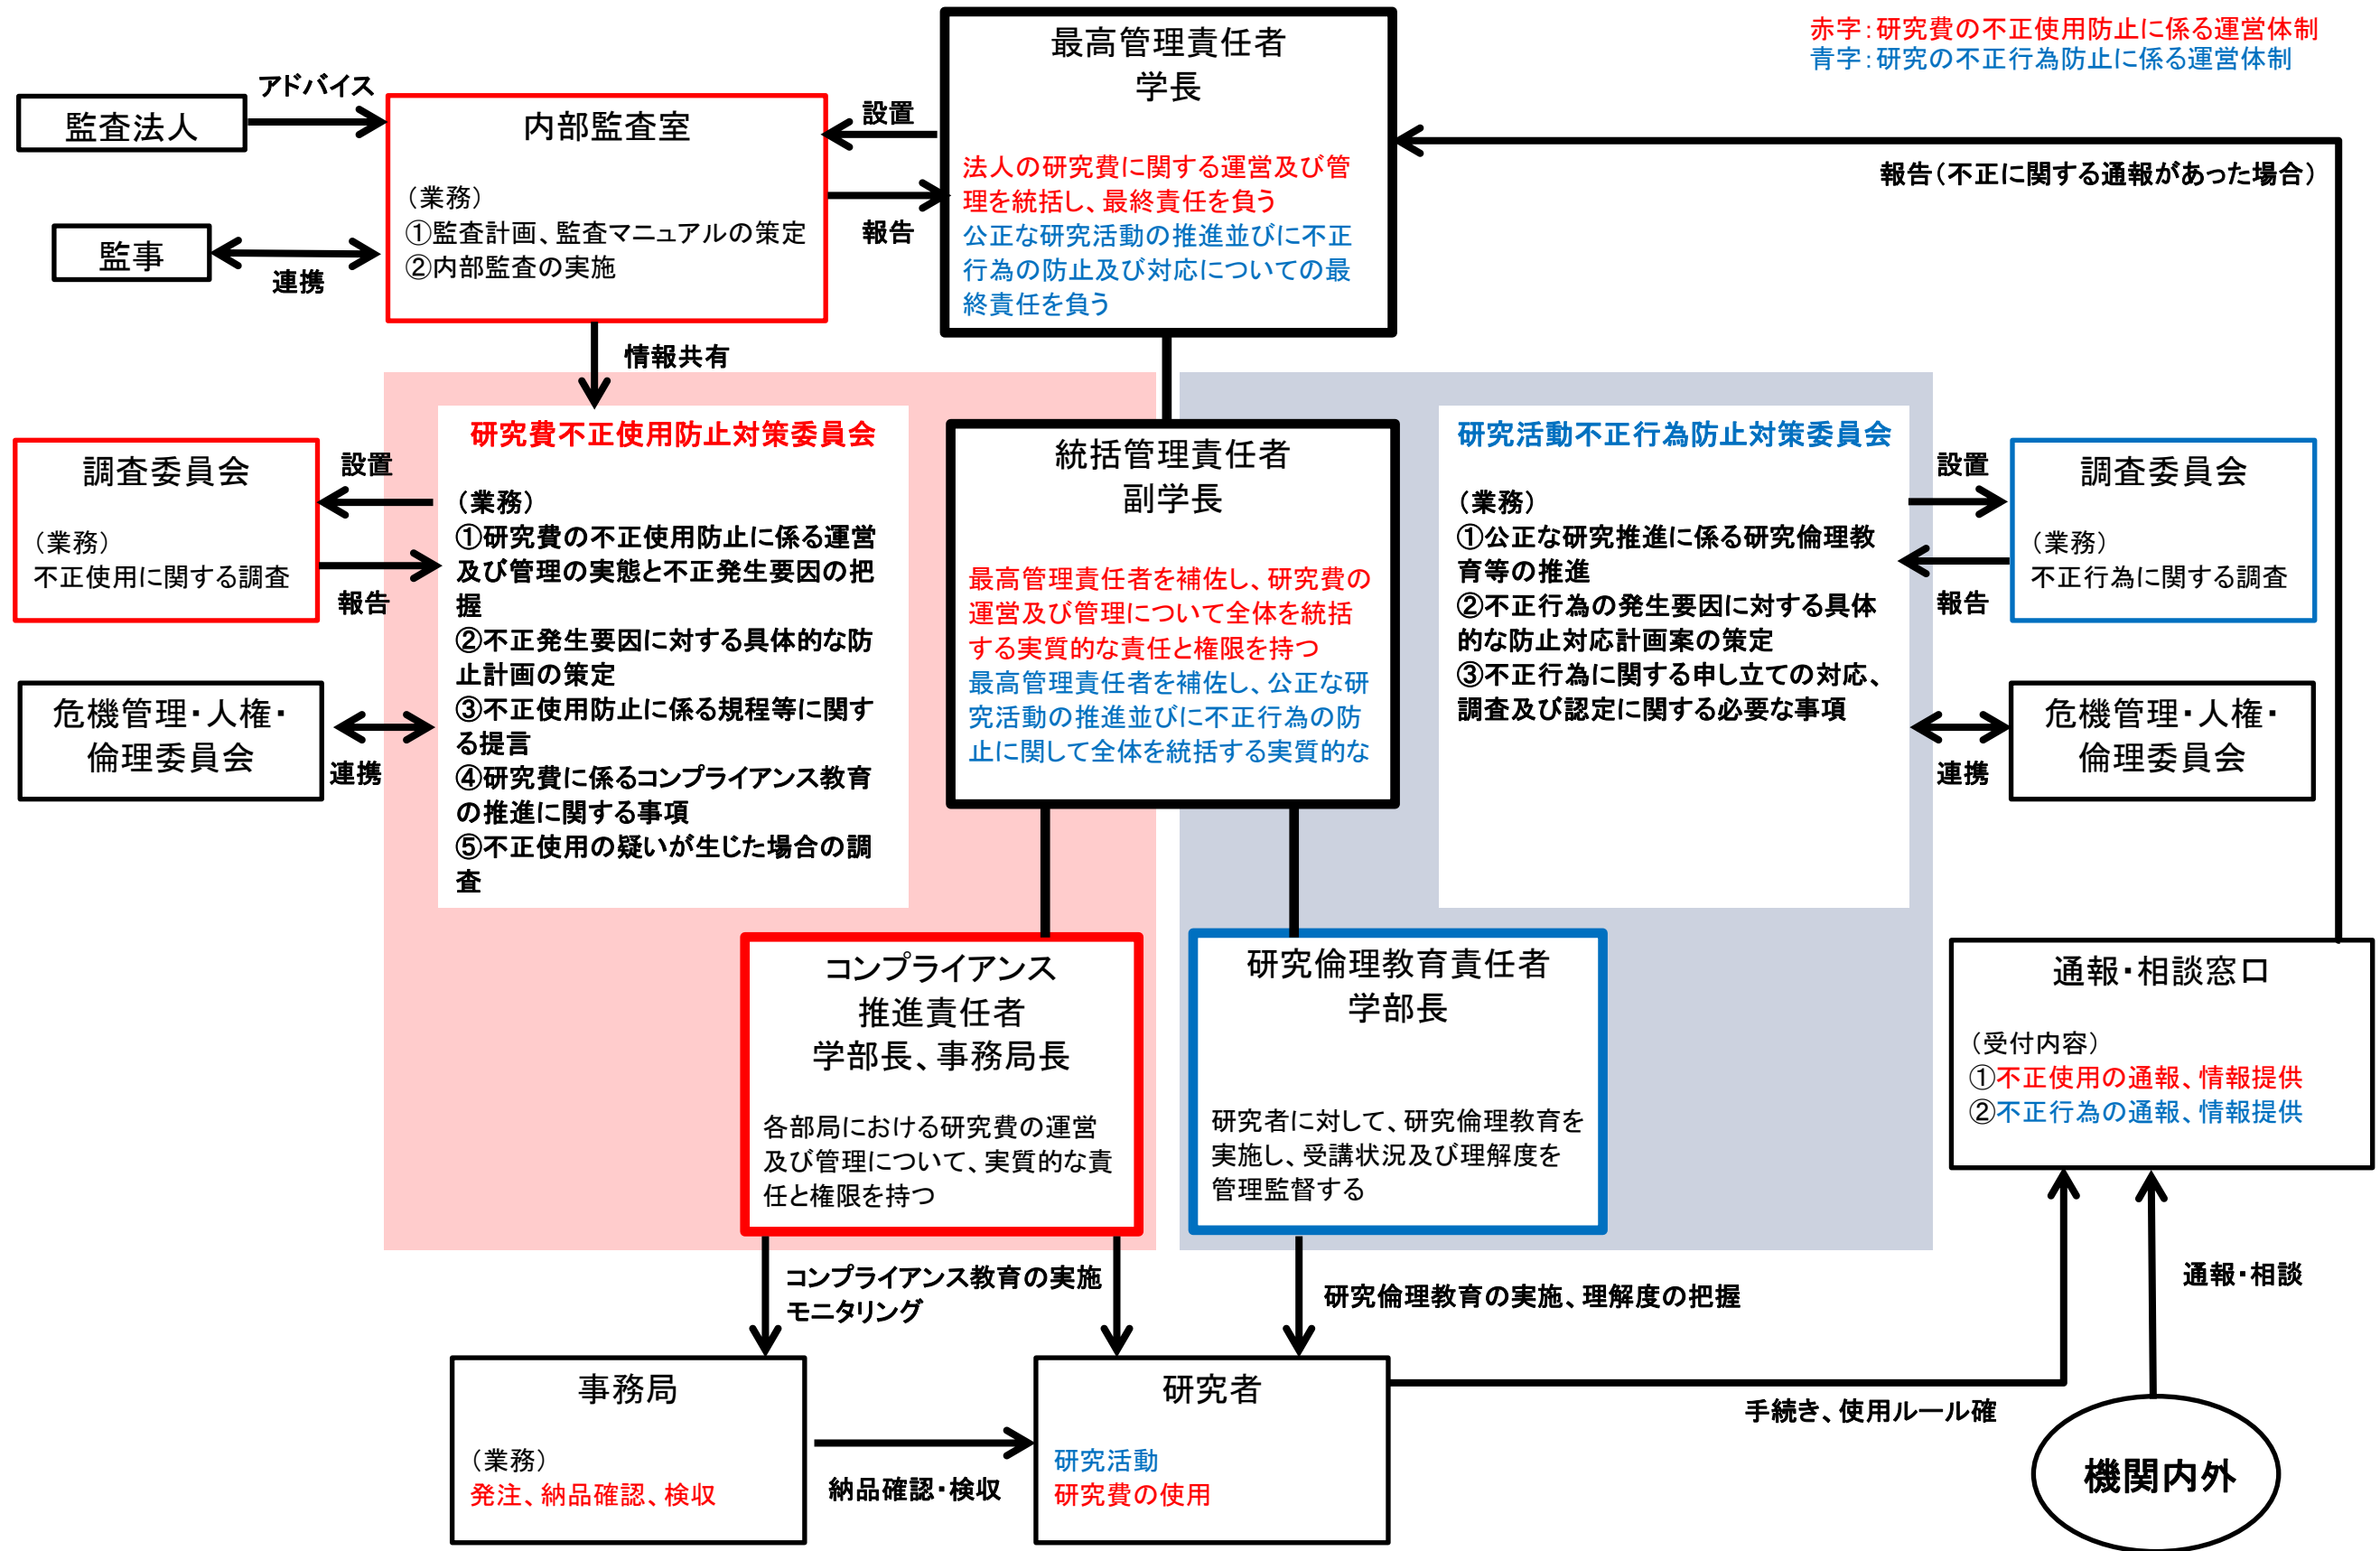 赤字：研究費の不正使用防止に係る運営体制
青字：研究の不正行為防止に係る運営体制
最高管理責任者
学長
法人の研究費に関する運営及び管
理を統括し、最終責任を負う
公正な研究活動の推進並びに不正
行為の防止及び対応についての最
終責任を負う
監査法人
アドバイス
内部監査室
（業務）
①監査計画、監査マニュアルの策定
②内部監査の実施
設置
報告
監事
連携
情報共有
報告（不正に関する通報があった場合）
調査委員会
（業務）
不正使用に関する調査
設置
報告
危機管理・人権・
倫理委員会
連携
研究費不正使用防止対策委員会
（業務）
①研究費の不正使用防止に係る運営
及び管理の実態と不正発生要因の把
握
②不正発生要因に対する具体的な防
止計画の策定
③不正使用防止に係る規程等に関す
る提言
④研究費に係るコンプライアンス教育
の推進に関する事項
⑤不正使用の疑いが生じた場合の調
査
統括管理責任者
副学長
最高管理責任者を補佐し、研究費の
運営及び管理について全体を統括
する実質的な責任と権限を持つ
最高管理責任者を補佐し、公正な研
究活動の推進並びに不正行為の防
止に関して全体を統括する実質的な
研究活動不正行為防止対策委員会
（業務）
①公正な研究推進に係る研究倫理教
育等の推進
②不正行為の発生要因に対する具体
的な防止対応計画案の策定
③不正行為に関する申し立ての対応、
調査及び認定に関する必要な事項
設置
報告
調査委員会
（業務）
不正行為に関する調査
連携
危機管理・人権・
倫理委員会
コンプライアンス
推進責任者
学部長、事務局長
各部局における研究費の運営
及び管理について、実質的な責
任と権限を持つ
研究倫理教育責任者
学部長
研究者に対して、研究倫理教育を
実施し、受講状況及び理解度を
管理監督する
通報・相談窓口
（受付内容）
①不正使用の通報、情報提供
②不正行為の通報、情報提供
コンプライアンス教育の実施
モニタリング
研究倫理教育の実施、理解度の把握
通報・相談
事務局
（業務）
発注、納品確認、検収
納品確認・検収
研究者
研究活動
研究費の使用
手続き、使用ルール確
機関内外